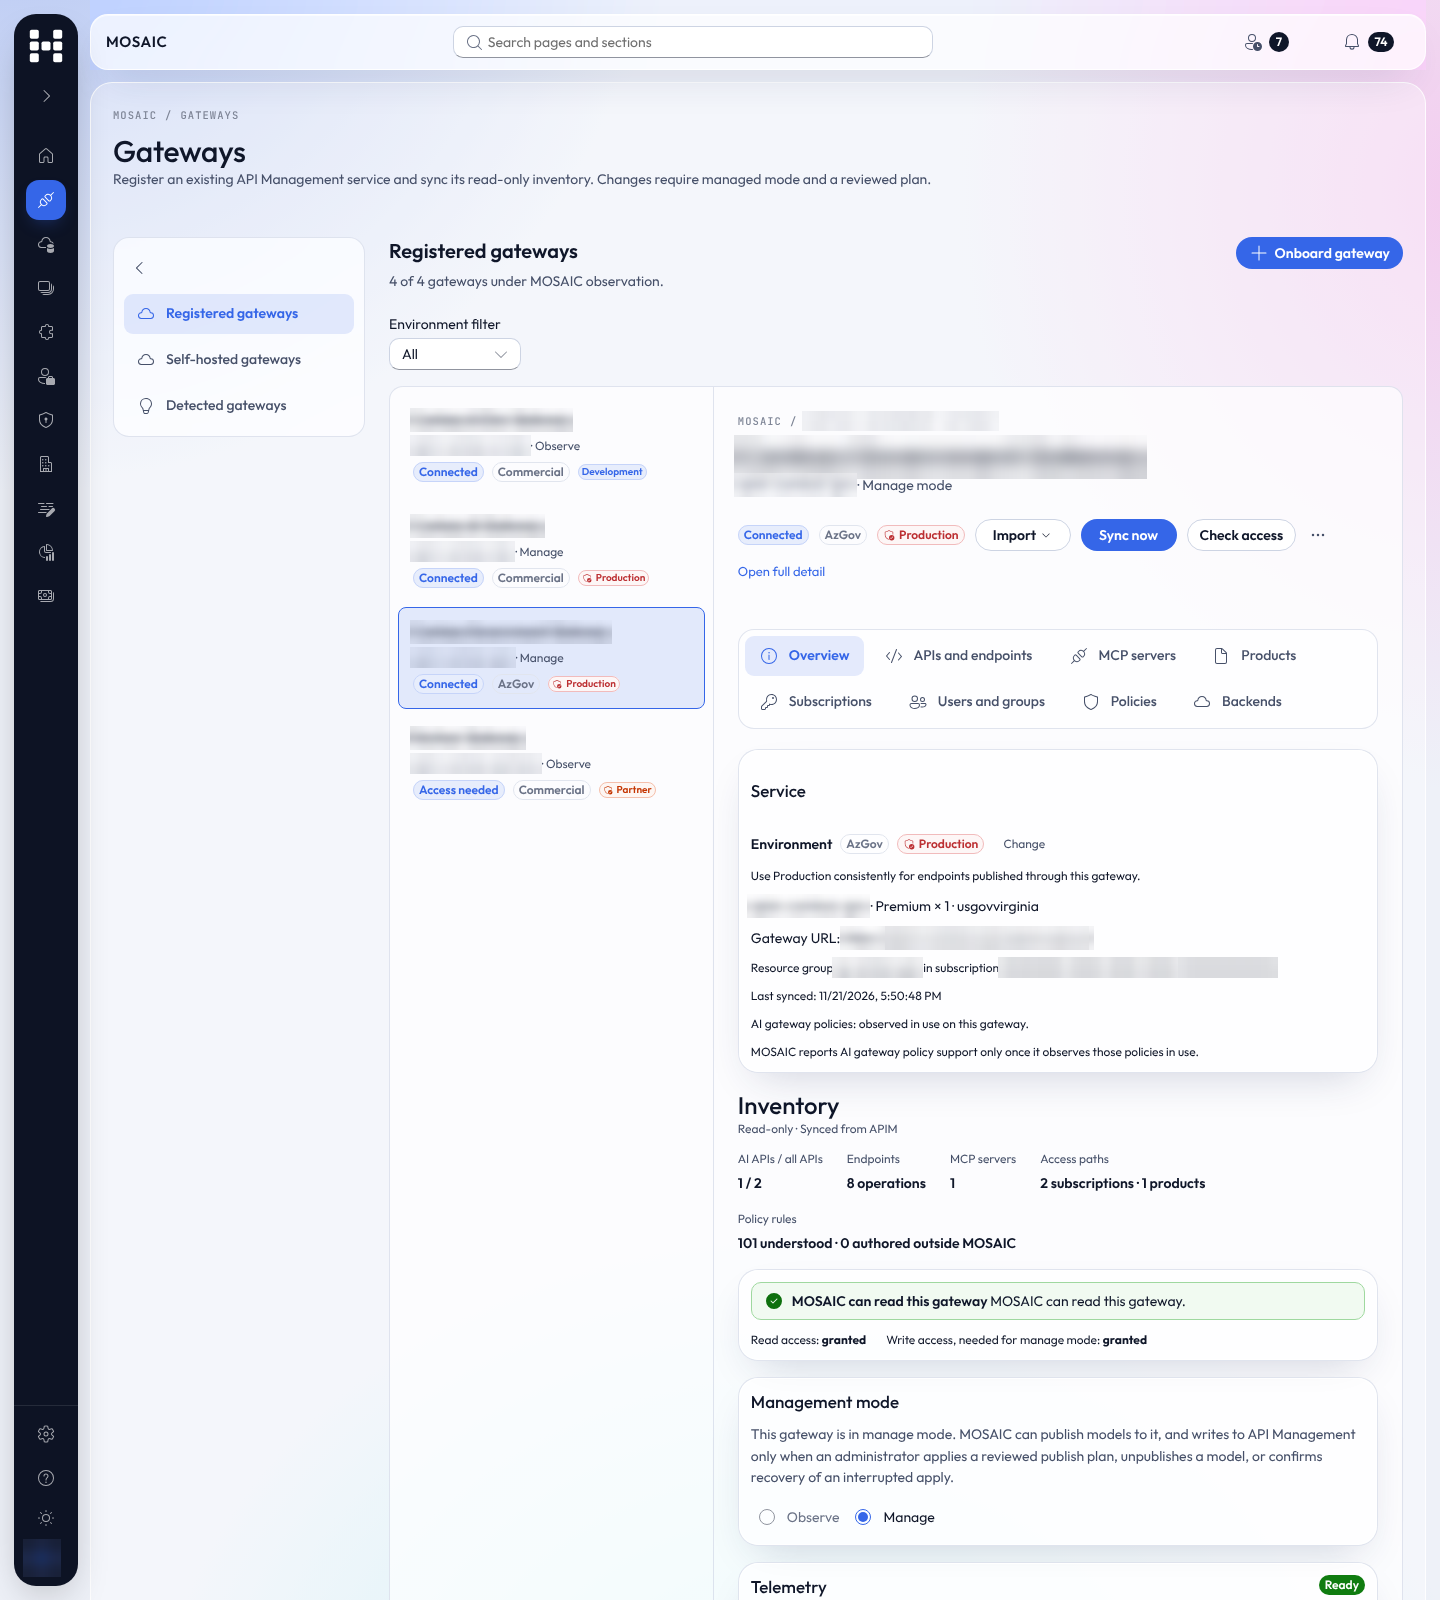 MOSAIC
Search pages and sections
7
74
MOSAIC / GATEWAYS
Gateways
Register an existing API Management service and sync its read-only inventory. Changes require managed mode and a reviewed plan.
Registered gateways
Self-hosted gateways
Detected gateways
Registered gateways
4 of 4 gateways under MOSAIC observation.
Onboard gateway
Environment filter
All
· Observe
Connected Commercial Development
· Manage
Connected Commercial Production
· Manage
Connected AzGov Production
· Observe
Access needed Commercial Partner
MOSAIC /
· Manage mode
Connected AzGov Production Import Sync now Check access ···
Open full detail
Overview APIs and endpoints MCP servers Products
Subscriptions Users and groups Policies Backends
Service
Environment AzGov Production Change
Use Production consistently for endpoints published through this gateway.
· Premium × 1 · usgovvirginia
Gateway URL:
Resource group in subscription
Last synced: 11/21/2026, 5:50:48 PM
AI gateway policies: observed in use on this gateway.
MOSAIC reports AI gateway policy support only once it observes those policies in use.
Inventory
Read-only · Synced from APIM
AI APIs / all APIs Endpoints MCP servers Access paths
1 / 2 8 operations 1 2 subscriptions · 1 products
Policy rules
101 understood · 0 authored outside MOSAIC
MOSAIC can read this gateway MOSAIC can read this gateway.
Read access: granted Write access, needed for manage mode: granted
Management mode
This gateway is in manage mode. MOSAIC can publish models to it, and writes to API Management
only when an administrator applies a reviewed publish plan, unpublishes a model, or confirms
recovery of an interrupted apply.
Observe Manage
Telemetry Ready